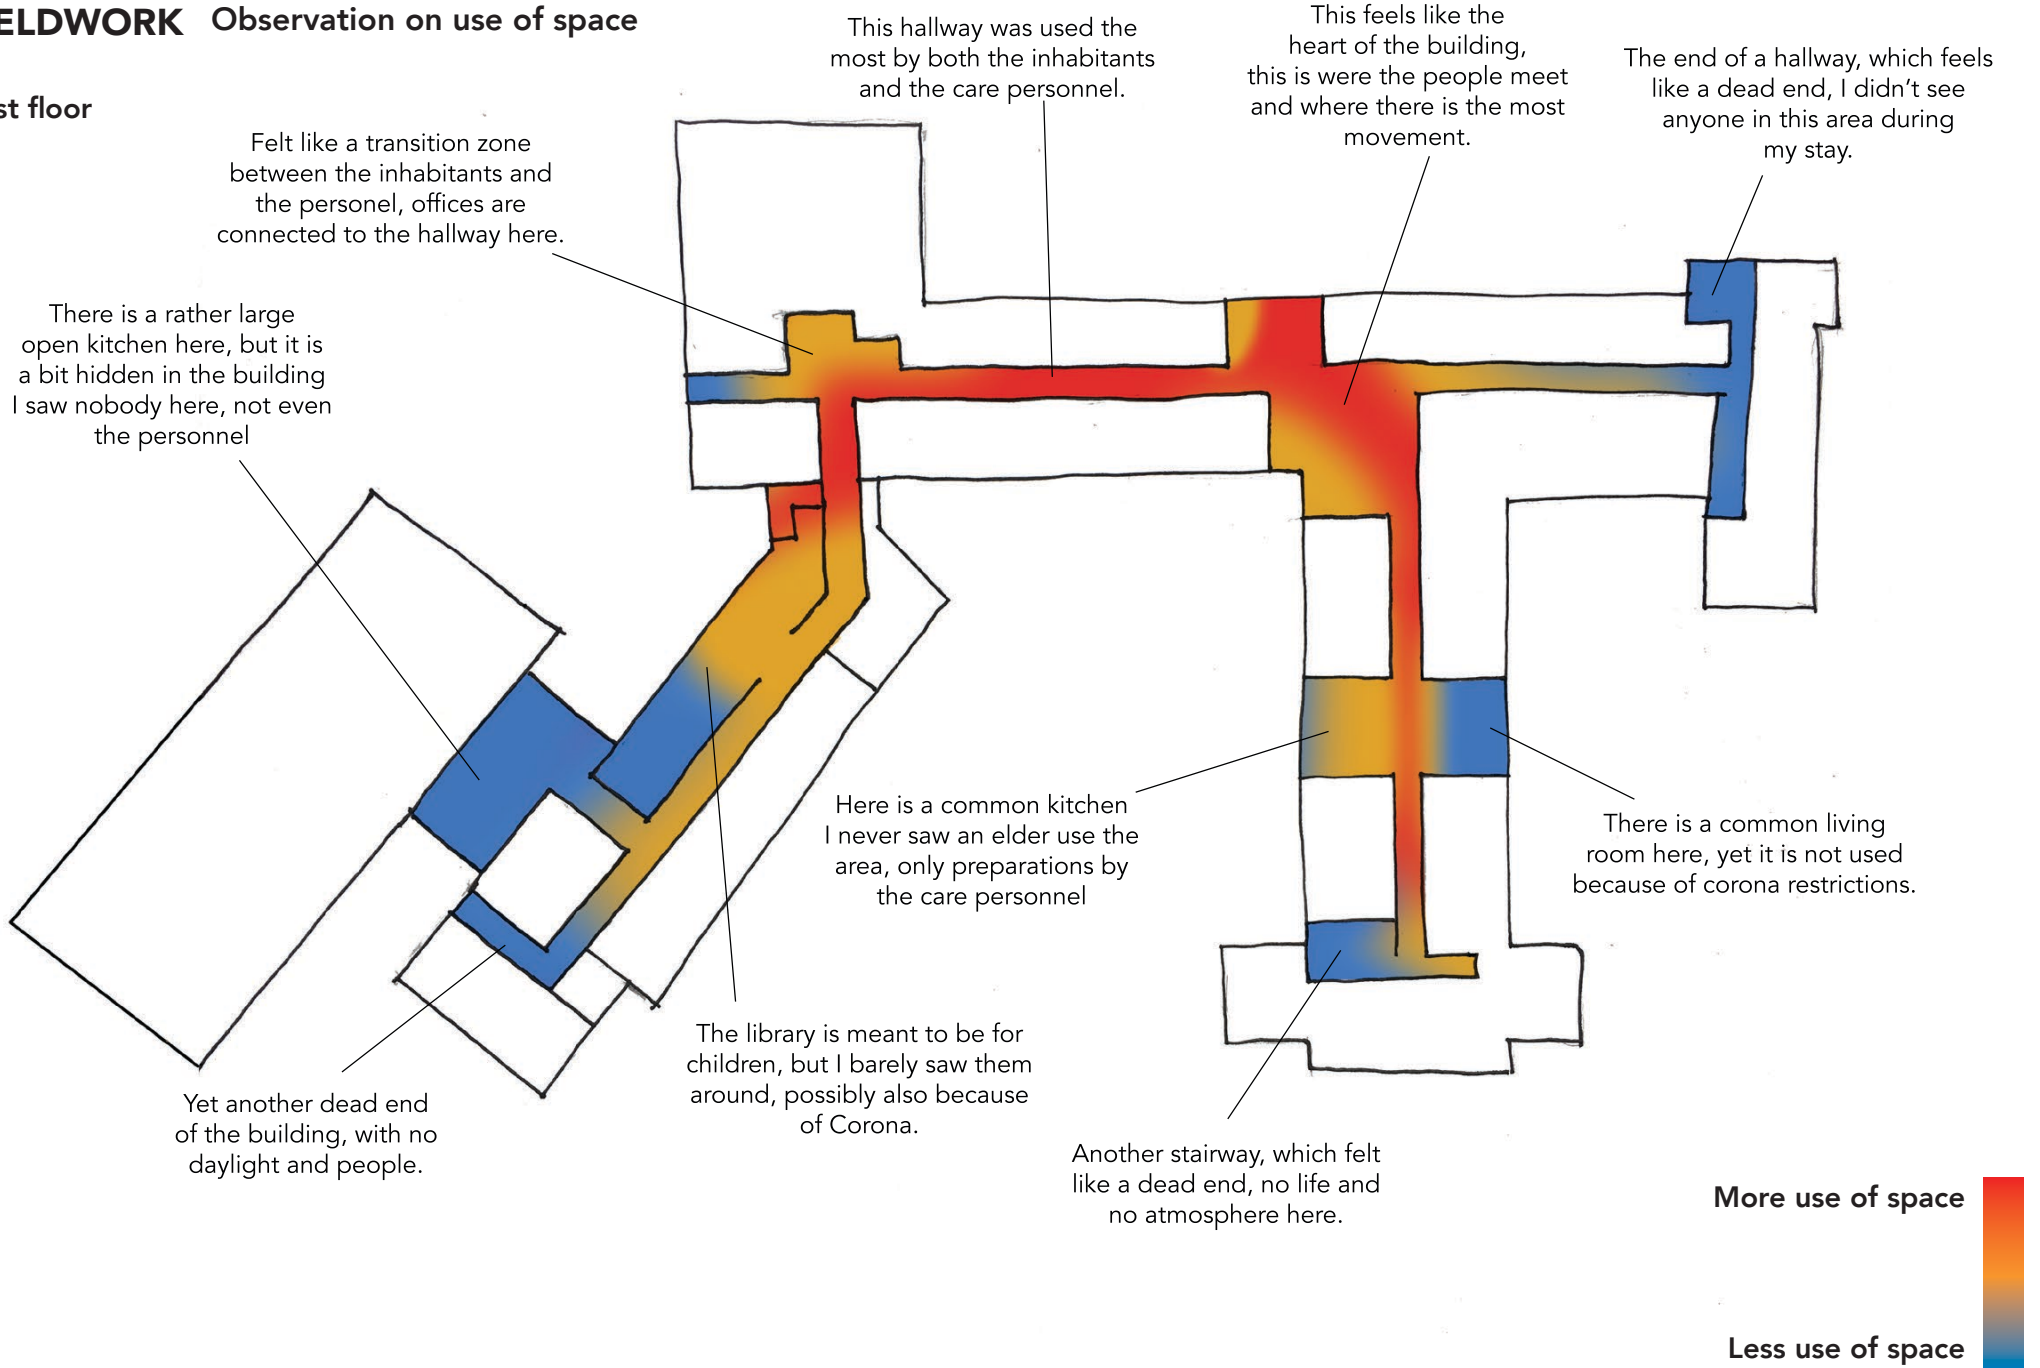 ELDWORK Observation on use of space
st floor
This hallway was used the
most by both the inhabitants
and the care personnel.
This feels like the
heart of the building,
this is were the people meet
and where there is the most
movement.
The end of a hallway, which feels
like a dead end, I didn't see
anyone in this area during
my stay.
Felt like a transition zone
between the inhabitants and
the personel, offices are
connected to the hallway here.
There is a rather large
open kitchen here, but it is
a bit hidden in the building
I saw nobody here, not even
the personnel
Here is a common kitchen
I never saw an elder use the
area, only preparations by
the care personnel
There is a common living
room here, yet it is not used
because of corona restrictions.
The library is meant to be for
children, but I barely saw them
around, possibly also because
of Corona.
Yet another dead end
of the building, with no
daylight and people.
Another stairway, which felt
like a dead end, no life and
no atmosphere here.
More use of space
Less use of space